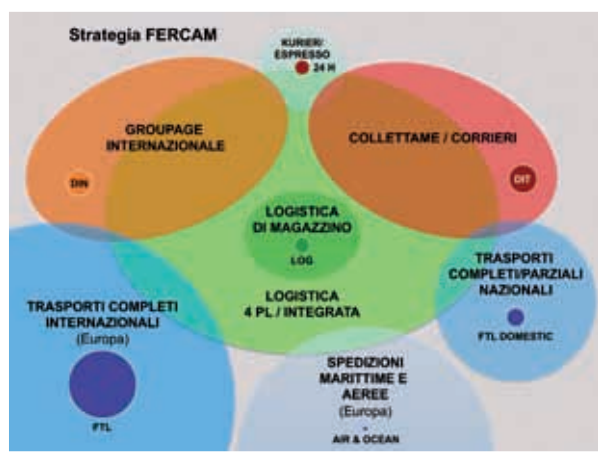 Strategia FERCAM
KURIERI/
ESPRESSO
24 H
GROUPAGE
INTERNAZIONALE
COLLETTAME / CORRIERI
DIN
DIT
LOGISTICA
DI MAGAZZINO
LOG
TRASPORTI
COMPLETI/PARZIALI
NAZIONALI
FTL DOMESTIC
TRASPORTI COMPLETI
INTERNAZIONALI
(Europa)
FTL
LOGISTICA
4 PL / INTEGRATA
SPEDIZIONI
MARITTIME E
AEREE
(Europa)
AIR & OCEAN